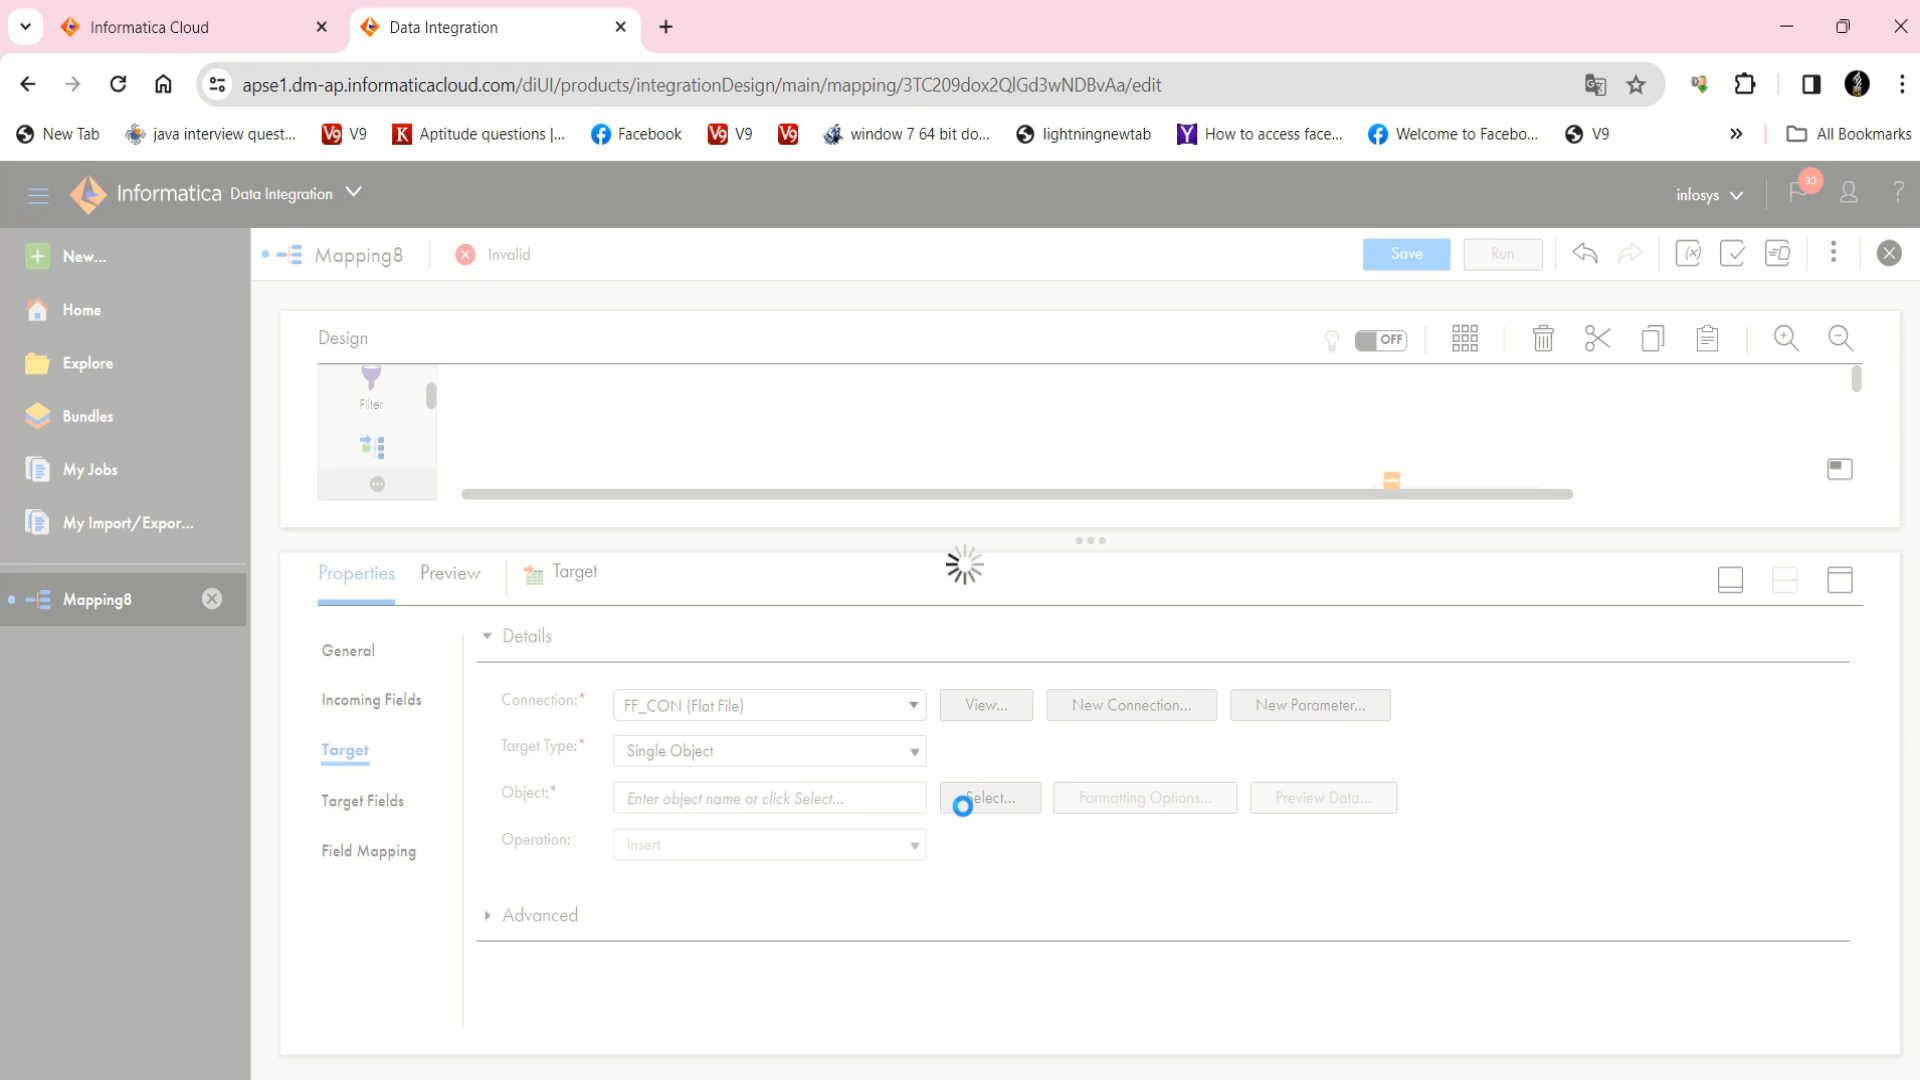 Informatica Cloud
Data Integration
apse1.dm-ap.informaticacloud.com/diUI/products/integrationDesign/main/mapping/3TC209dox2QlGd3wNDBvAa/edit
New Tab
java interview quest...
V9 V9
K Aptitude questions |...
Facebook
V9 V9
V9
window 7 64 bit do...
lightningnewtab
Y How to access face...
Welcome to Facebo...
V9
»
All Bookmarks
Informatica Data Integration
infosys
33
?
New...
Mapping8
Invalid
Save
Run
Home
Explore
Bundles
My Jobs
My Import/Expor...
Mapping8
Design
OFF
Filter
Properties
Preview
Target
General
Incoming Fields
Target
Target Fields
Field Mapping
Details
Connection:*
FF_CON (Flat File)
View...
New Connection...
New Parameter...
Target Type:*
Single Object
Object:*
Enter object name or click Select...
Select...
Formatting Options...
Preview Data...
Operation:
Insert
Advanced